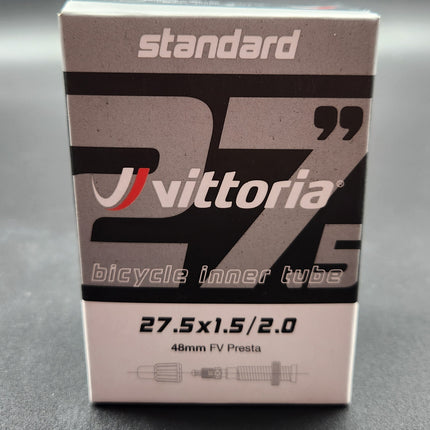 standard
27.5"
vittoria®
bicycle inner tube
27.5x1.5/2.0
48mm FV Presta